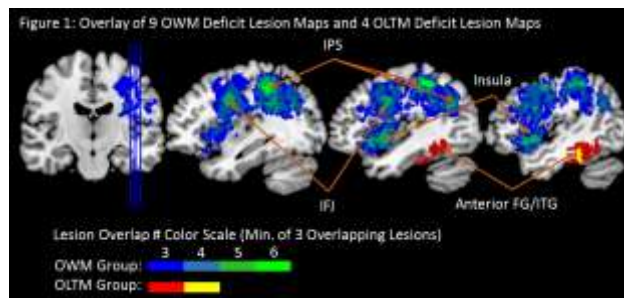 Figure 1: Overlay of 9 OWM Deficit Lesion Maps and 4 OLTM Deficit Lesion Maps
IPS
Insula
IFJ
Anterior FG/ITG
Lesion Overlap # Color Scale (Min. of 3 Overlapping Lesions)
3 4 5 6
OWM Group:
OLTM Group: